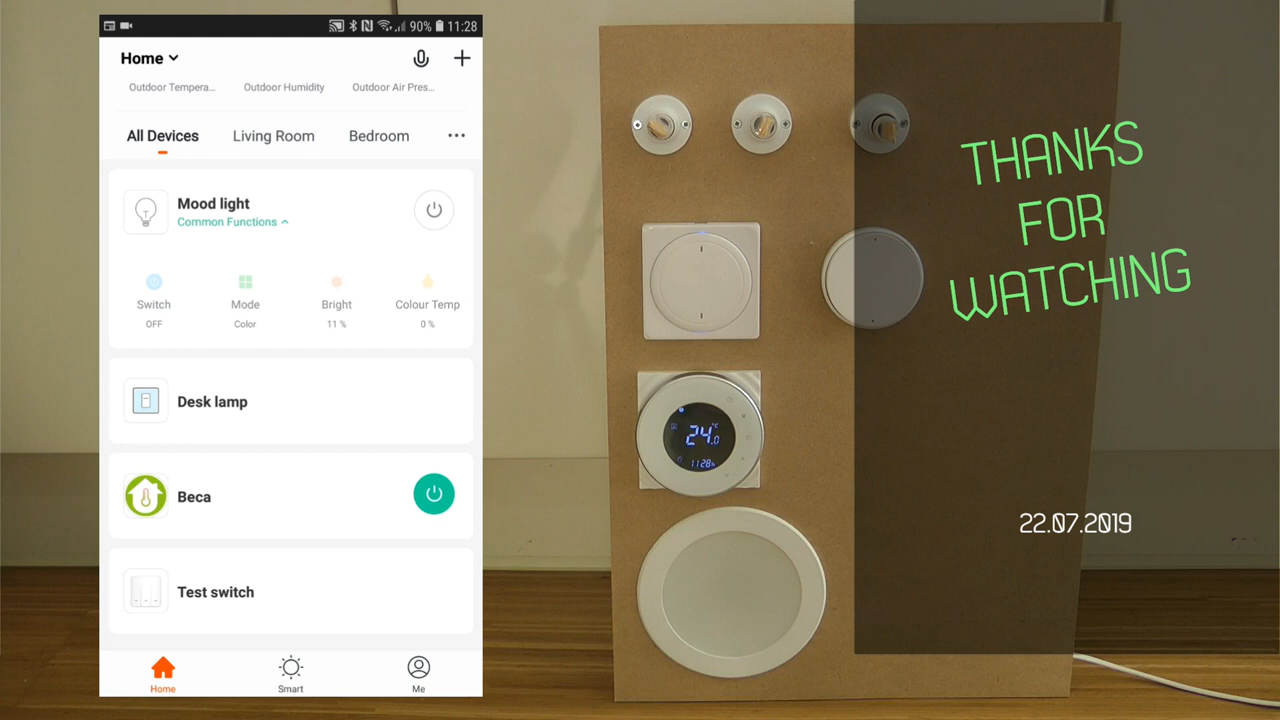 90% 11:28
Home
Outdoor Tempera... Outdoor Humidity Outdoor Air Pres...
All Devices Living Room Bedroom
Mood light
Common Functions
Switch Mode Bright Colour Temp
OFF Color 11 % 0 %
Desk lamp
Beca
Test switch
Home Smart Me
24.0 °C
11:28
THANKS
FOR
WATCHING
22.07.2019